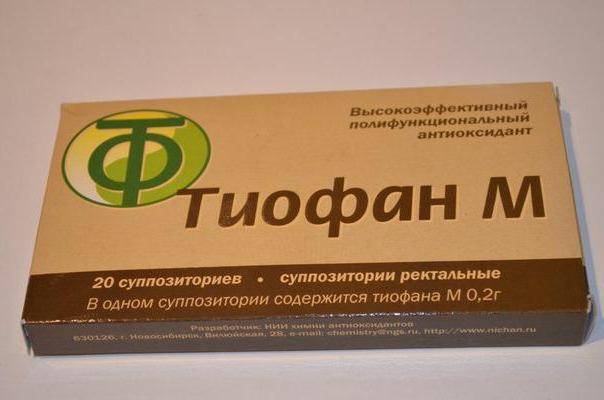 Высокоэффективный
полифункциональный
антиоксидант
ТФ
Тиофан М
20 суппозиториев • суппозитории ректальные
В одном суппозитории содержится тиофана М 0,2г
Разработчик: НИИ химии антиоксидантов
630126, г. Новосибирск, Вилюйская, 28, e-mail: chemistry@ngs.ru, http://www.nichan.ru